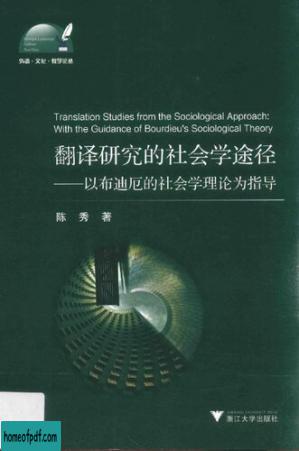 外语·文化·教学论丛
Translation Studies from the Sociological Approach:
With the Guidance of Bourdieu's Sociological Theory
翻译研究的社会学途径
——以布迪厄的社会学理论为指导
陈 秀 著
浙江大学出版社
homeofpdf.com